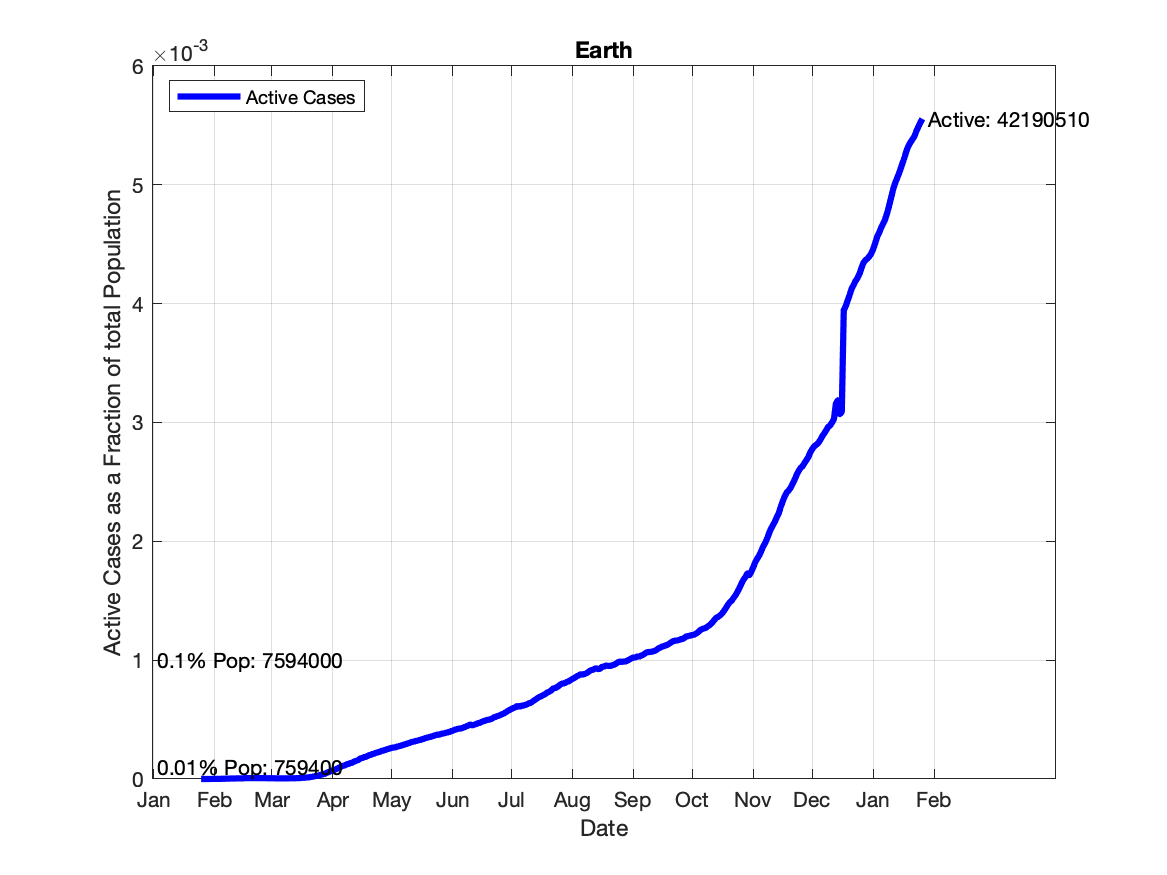 Earth
×10-3
6
Active Cases
Active: 42190510
5
4
3
2
1
0.1% Pop: 7594000
0.01% Pop: 759400
0
Active Cases as a Fraction of total Population
Jan Feb Mar Apr May Jun Jul Aug Sep Oct Nov Dec Jan Feb
Date